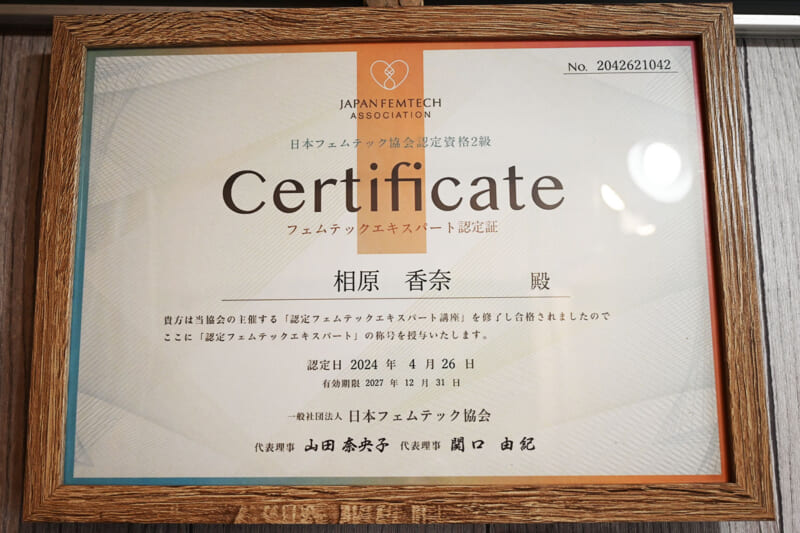 No. 2042621042
JAPAN FEMTECH
ASSOCIATION
日本フェムテック協会認定資格2級
Certificate
フェムテックエキスパート認定証
相原 香奈 殿
貴方は当協会の主催する「認定フェムテックエキスパート講座」を修了し合格されましたので
ここに「認定フェムテックエキスパート」の称号を授与いたします。
認定日 2024 年 4 月 26 日
有効期限 2027 年 12 月 31 日
一般社団法人 日本フェムテック協会
代表理事 山田 奈央子 代表理事 関口 由紀